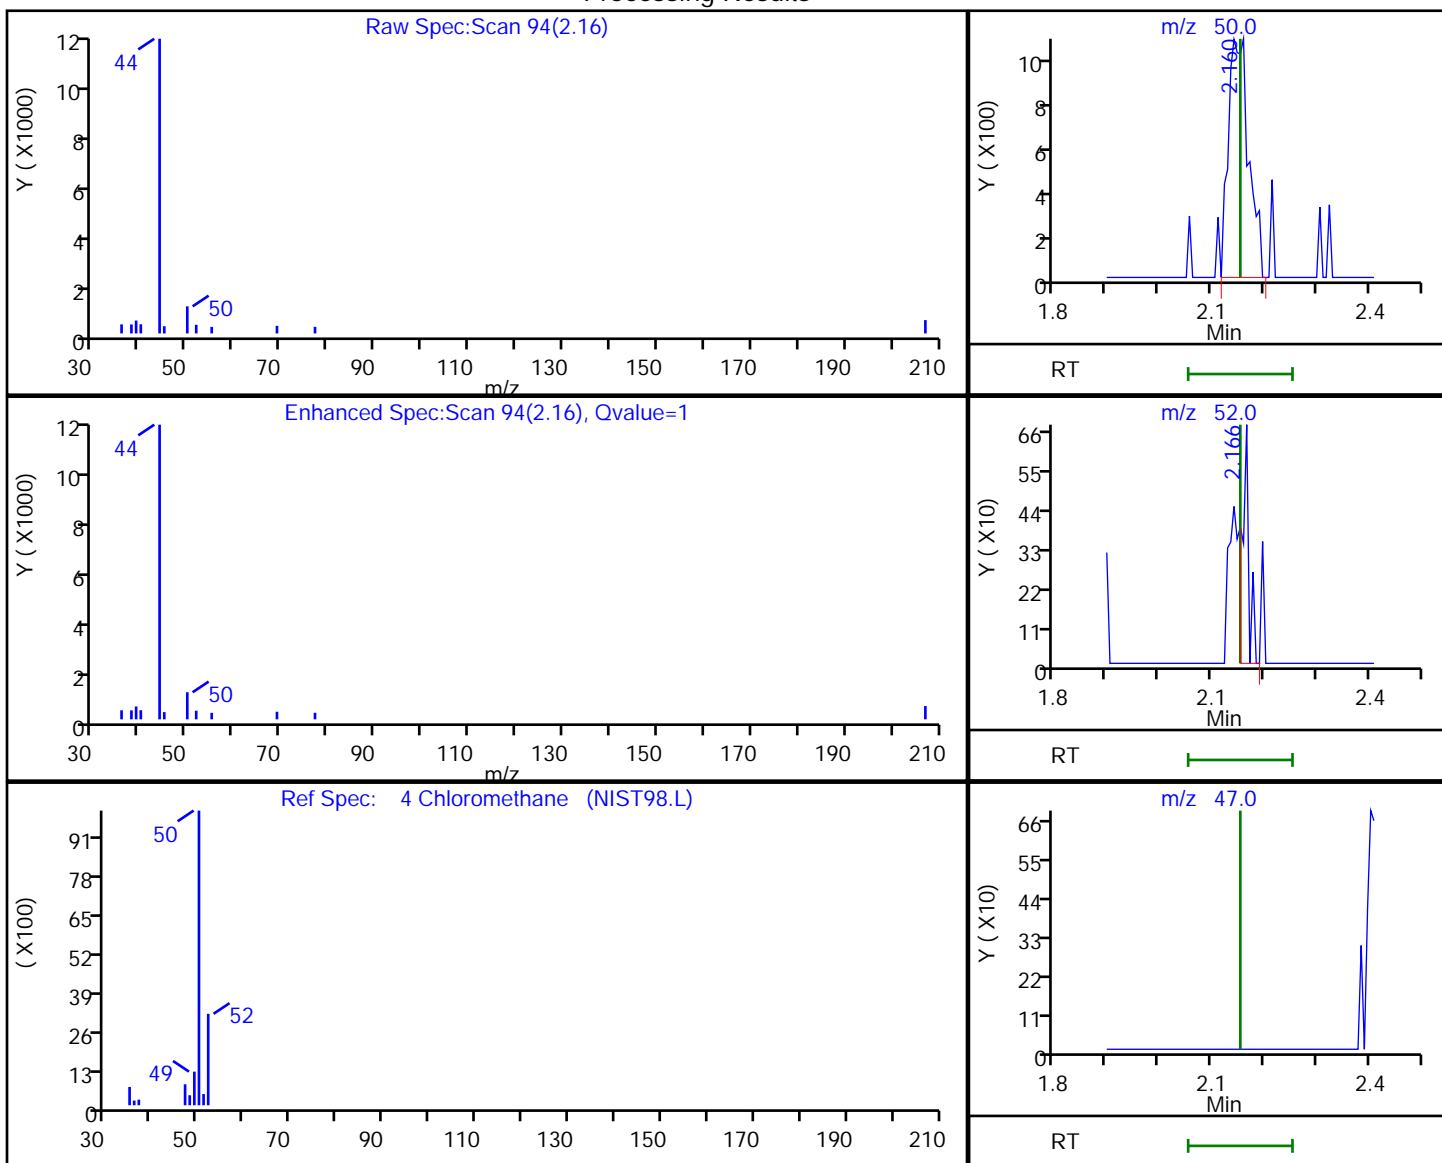 Processing Results
Raw Spec:Scan 94(2.16)
12
10
8
6
4
2
0
Y ( X1000)
44
50
30 50 70 90 110 130 150 170 190 210
m/z
m/z 50.0
2.160
10
8
6
4
2
0
Y ( X100)
1.8 2.1 2.4
Min
RT
Enhanced Spec:Scan 94(2.16), Qvalue=1
12
10
8
6
4
2
0
Y ( X1000)
44
50
30 50 70 90 110 130 150 170 190 210
m/z
m/z 52.0
2.166
66
55
44
33
22
11
0
Y ( X10)
1.8 2.1 2.4
Min
RT
Ref Spec: 4 Chloromethane (NIST98.L)
91
78
65
52
39
26
13
0
( X100)
50
52
49
30 50 70 90 110 130 150 170 190 210
m/z 47.0
66
55
44
33
22
11
0
Y ( X10)
1.8 2.1 2.4
Min
RT